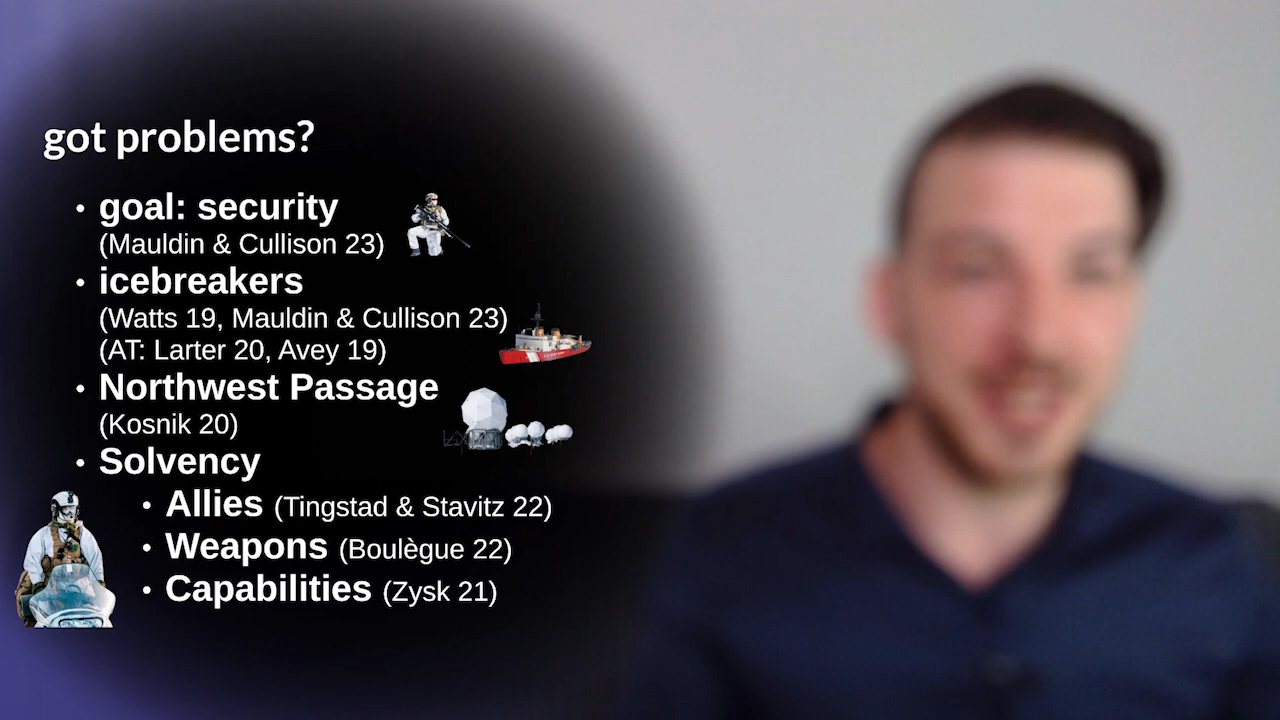 got problems?
• goal: security
(Mauldin & Cullison 23)
• icebreakers
(Watts 19, Mauldin & Cullison 23)
(AT: Larter 20, Avey 19)
• Northwest Passage
(Kosnik 20)
• Solvency
• Allies (Tingstad & Stavitz 22)
• Weapons (Boulègue 22)
• Capabilities (Zysk 21)